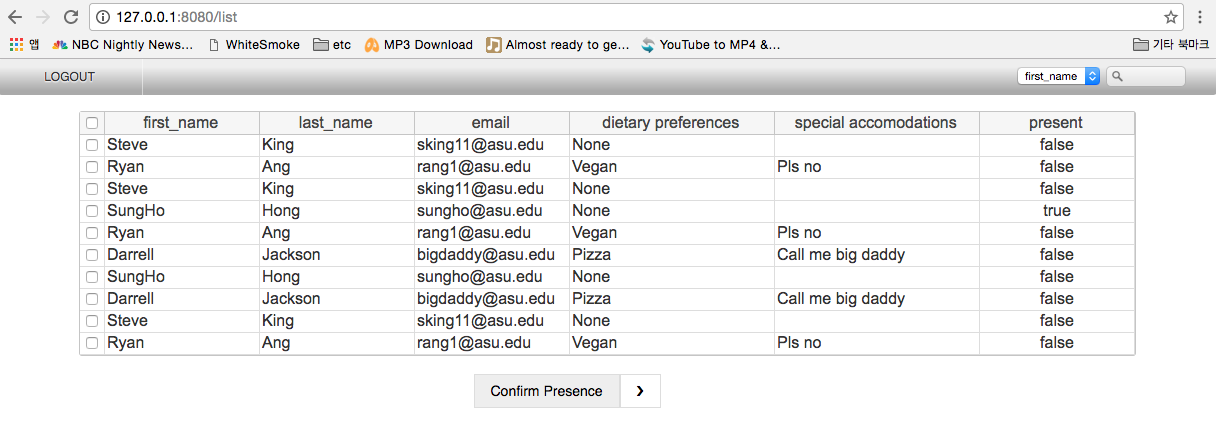 127.0.0.1:8080/list
앱 NBC Nightly News... WhiteSmoke etc MP3 Download Almost ready to ge... YouTube to MP4 &... 기타 북마크
LOGOUT first_name
first_name last_name email dietary preferences special accomodations present
Steve King sking11@asu.edu None false
Ryan Ang rang1@asu.edu Vegan Pls no false
Steve King sking11@asu.edu None false
SungHo Hong sungho@asu.edu None true
Ryan Ang rang1@asu.edu Vegan Pls no false
Darrell Jackson bigdaddy@asu.edu Pizza Call me big daddy false
SungHo Hong sungho@asu.edu None false
Darrell Jackson bigdaddy@asu.edu Pizza Call me big daddy false
Steve King sking11@asu.edu None false
Ryan Ang rang1@asu.edu Vegan Pls no false
Confirm Presence